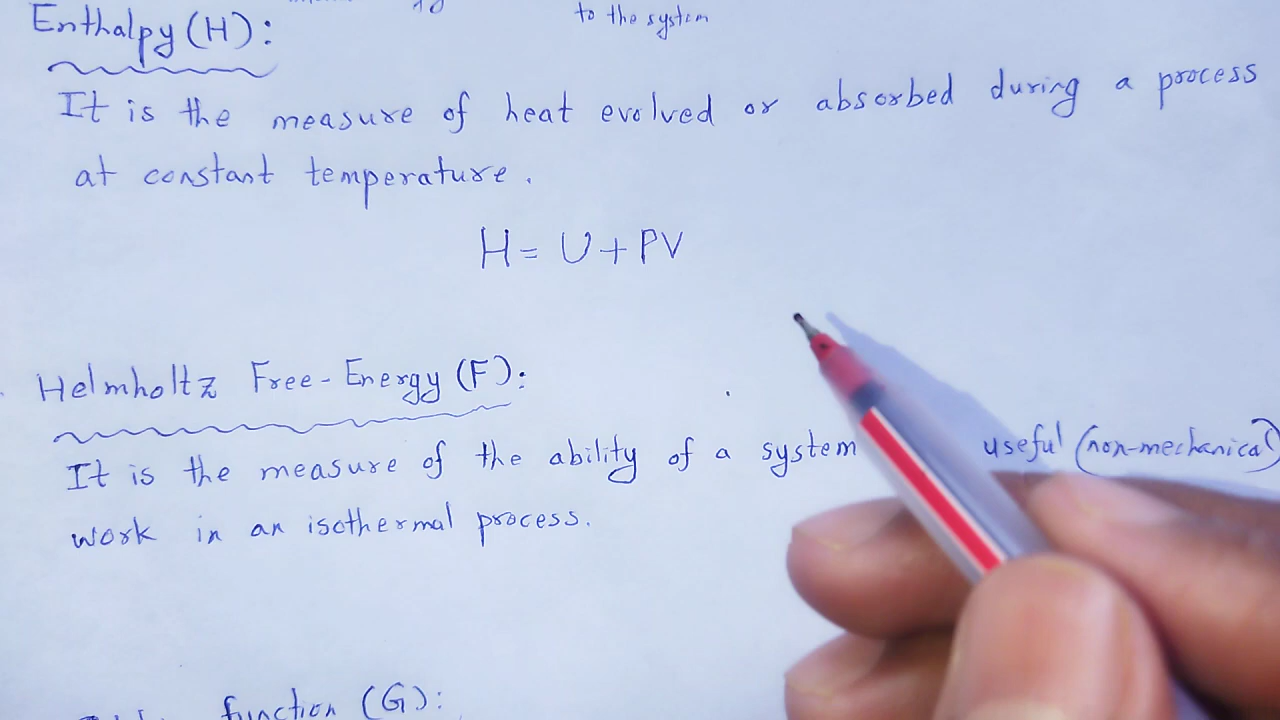 to the system
Enthalpy (H):
It is the measure of heat evolved or absorbed during a process
at constant temperature.
H = U + PV
Helmholtz Free-Energy (F):
It is the measure of the ability of a system useful (non-mechanical)
work in an isothermal process.
function (G):